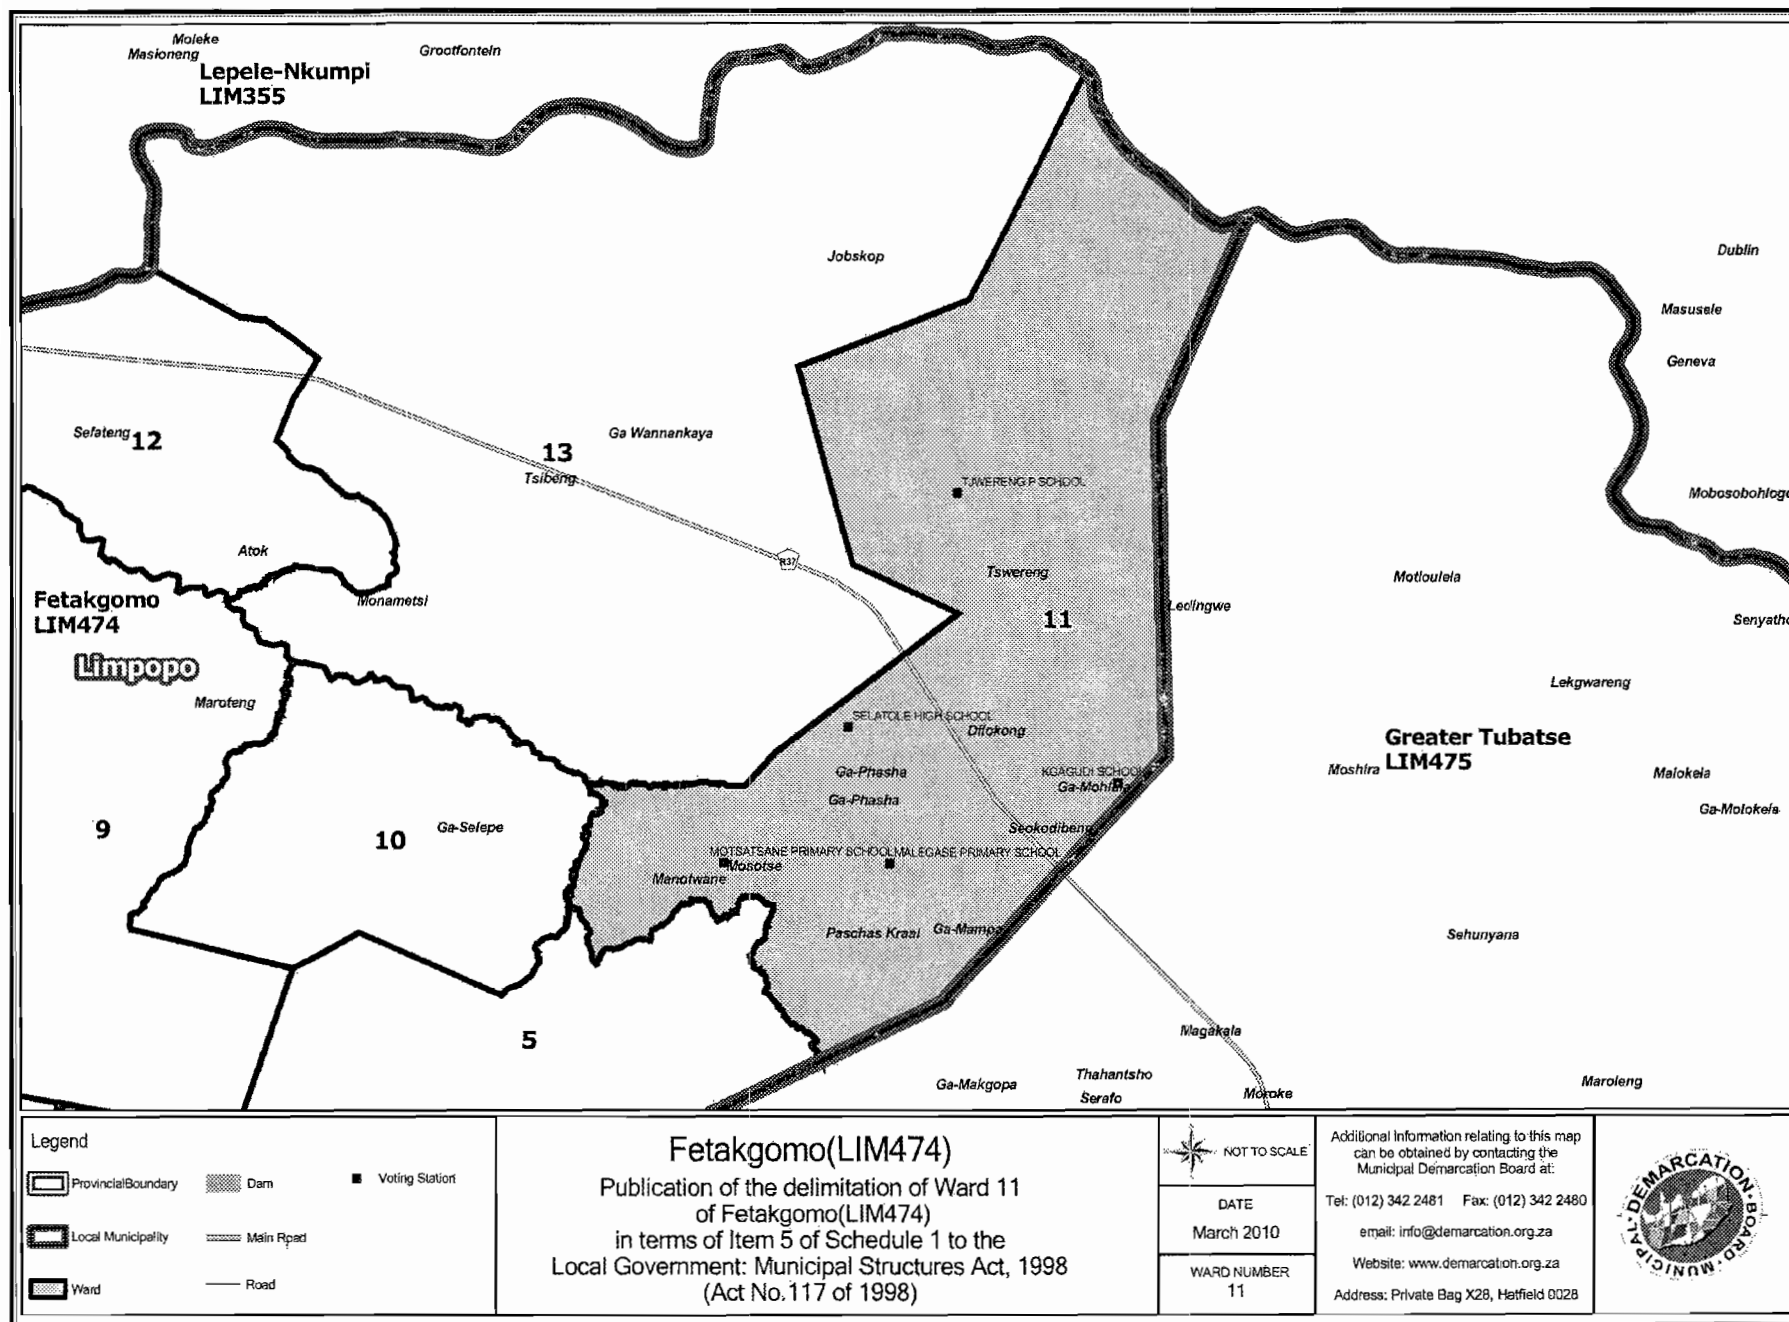 Moleke
Masioneng
Grootfontein
Lepele-Nkumpi
LIM355
Jobskop
Dublin
Masusele
Geneva
Sefateng
12
13
Ga Wannankaya
Tsibeng
TJWERENG P SCHOOL
Mobosobohlogo
Atok
R37
Tswereng
Motloulela
Fetakgomo
LIM474
Monametsi
11
Ledingwe
Senyatho
Limpopo
Maroteng
Lekgwareng
SELATOLE HIGH SCHOOL
Difokong
Greater Tubatse
LIM475
Ga-Phasha
KGAGUDI SCHOOL
Ga-Mohlala
Moshira
Malokela
Ga-Phasha
Ga-Molokela
9
10
Ga-Selepe
Seokodibeng
MOTSATSANE PRIMARY SCHOOL
MALEGASE PRIMARY SCHOOL
Mosotse
Manotwane
Paschas Kraal
Ga-Mampa
Sehunyana
5
Magakala
Ga-Makgopa
Thahantsho
Serafo
Moroke
Maroleng
Legend
ProvincialBoundary
Dam
Voting Station
Local Municipality
Main Road
Ward
Road
Fetakgomo(LIM474)
Publication of the delimitation of Ward 11
of Fetakgomo(LIM474)
in terms of Item 5 of Schedule 1 to the
Local Government: Municipal Structures Act, 1998
(Act No.117 of 1998)
NOT TO SCALE
DATE
March 2010
WARD NUMBER
11
Additional Information relating to this map
can be obtained by contacting the
Municipal Demarcation Board at:
Tel: (012) 342 2481 Fax: (012) 342 2480
email: info@demarcation.org.za
Website: www.demarcation.org.za
Address: Private Bag X28, Hatfield 0028
MUNICIPAL DEMARCATION BOARD